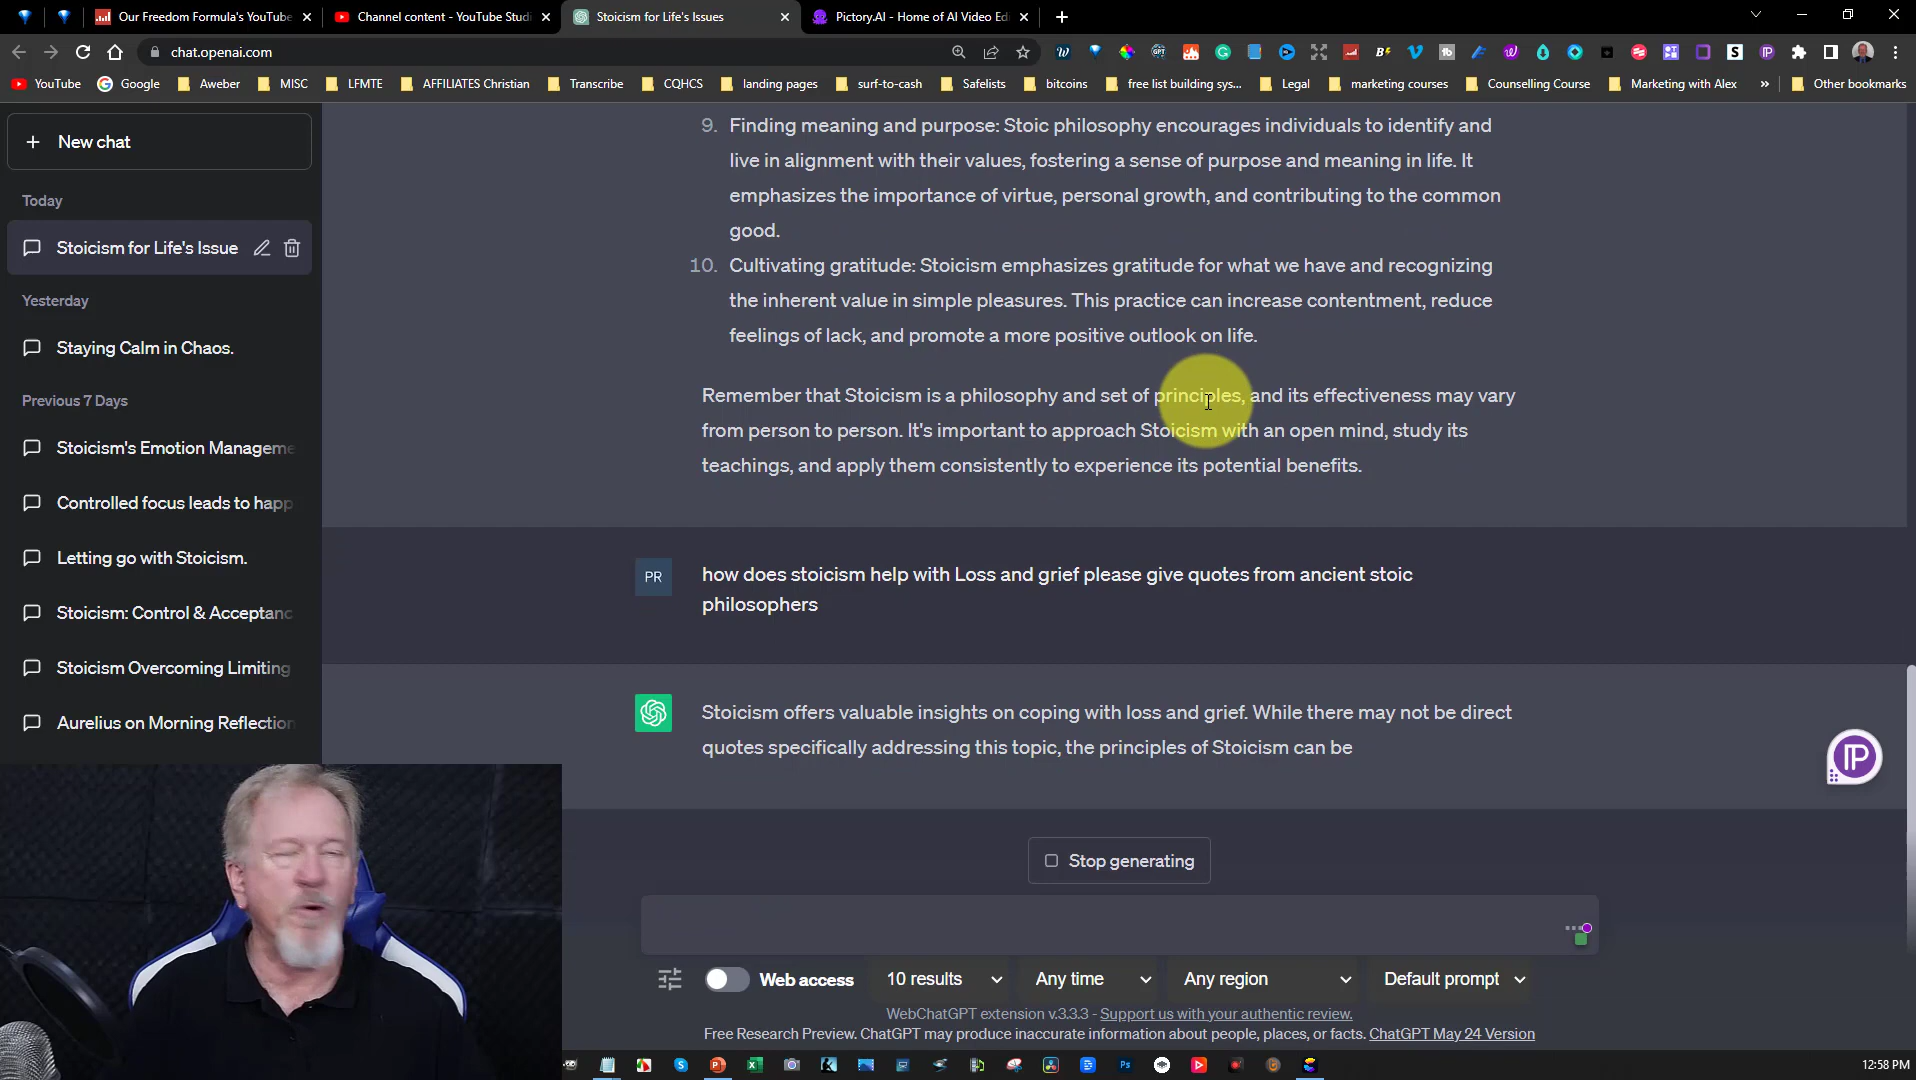 Our Freedom Formula's YouTube
Channel content - YouTube Studi
Stoicism for Life's Issues
Pictory.AI - Home of AI Video Edi
chat.openai.com
YouTube
Google
Aweber
MISC
LFMTE
AFFILIATES Christian
Transcribe
CQHCS
landing pages
surf-to-cash
Safelists
bitcoins
free list building sys...
Legal
marketing courses
Counselling Course
Marketing with Alex
»
Other bookmarks
New chat
Today
Stoicism for Life's Issue
Yesterday
Staying Calm in Chaos.
Previous 7 Days
Stoicism's Emotion Manageme
Controlled focus leads to happ
Letting go with Stoicism.
Stoicism: Control & Acceptanc
Stoicism Overcoming Limiting
Aurelius on Morning Reflection
9. Finding meaning and purpose: Stoic philosophy encourages individuals to identify and
live in alignment with their values, fostering a sense of purpose and meaning in life. It
emphasizes the importance of virtue, personal growth, and contributing to the common
good.
10. Cultivating gratitude: Stoicism emphasizes gratitude for what we have and recognizing
the inherent value in simple pleasures. This practice can increase contentment, reduce
feelings of lack, and promote a more positive outlook on life.
Remember that Stoicism is a philosophy and set of principles, and its effectiveness may vary
from person to person. It's important to approach Stoicism with an open mind, study its
teachings, and apply them consistently to experience its potential benefits.
PR
how does stoicism help with Loss and grief please give quotes from ancient stoic
philosophers
Stoicism offers valuable insights on coping with loss and grief. While there may not be direct
quotes specifically addressing this topic, the principles of Stoicism can be
IP
Stop generating
Web access
10 results
Any time
Any region
Default prompt
WebChatGPT extension v.3.3.3 - Support us with your authentic review.
Free Research Preview. ChatGPT may produce inaccurate information about people, places, or facts. ChatGPT May 24 Version
12:58 PM